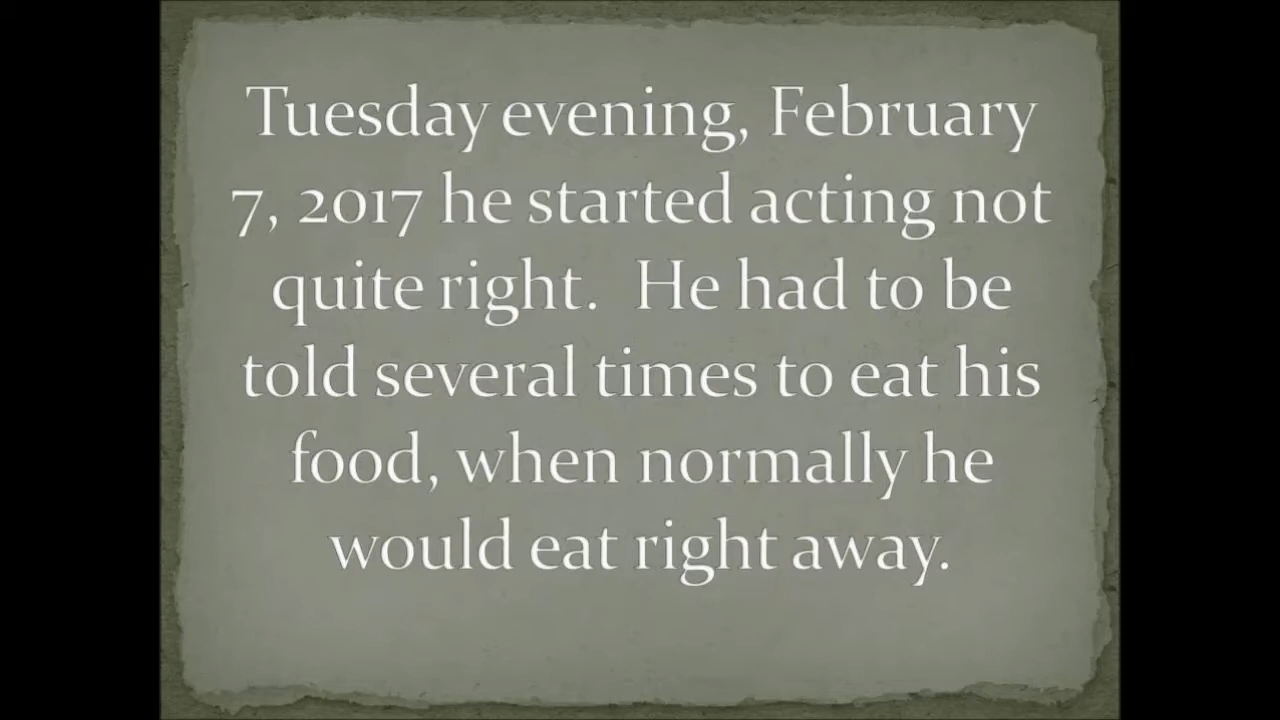 Tuesday evening, February
7, 2017 he started acting not
quite right.  He had to be
told several times to eat his
food, when normally he
would eat right away.